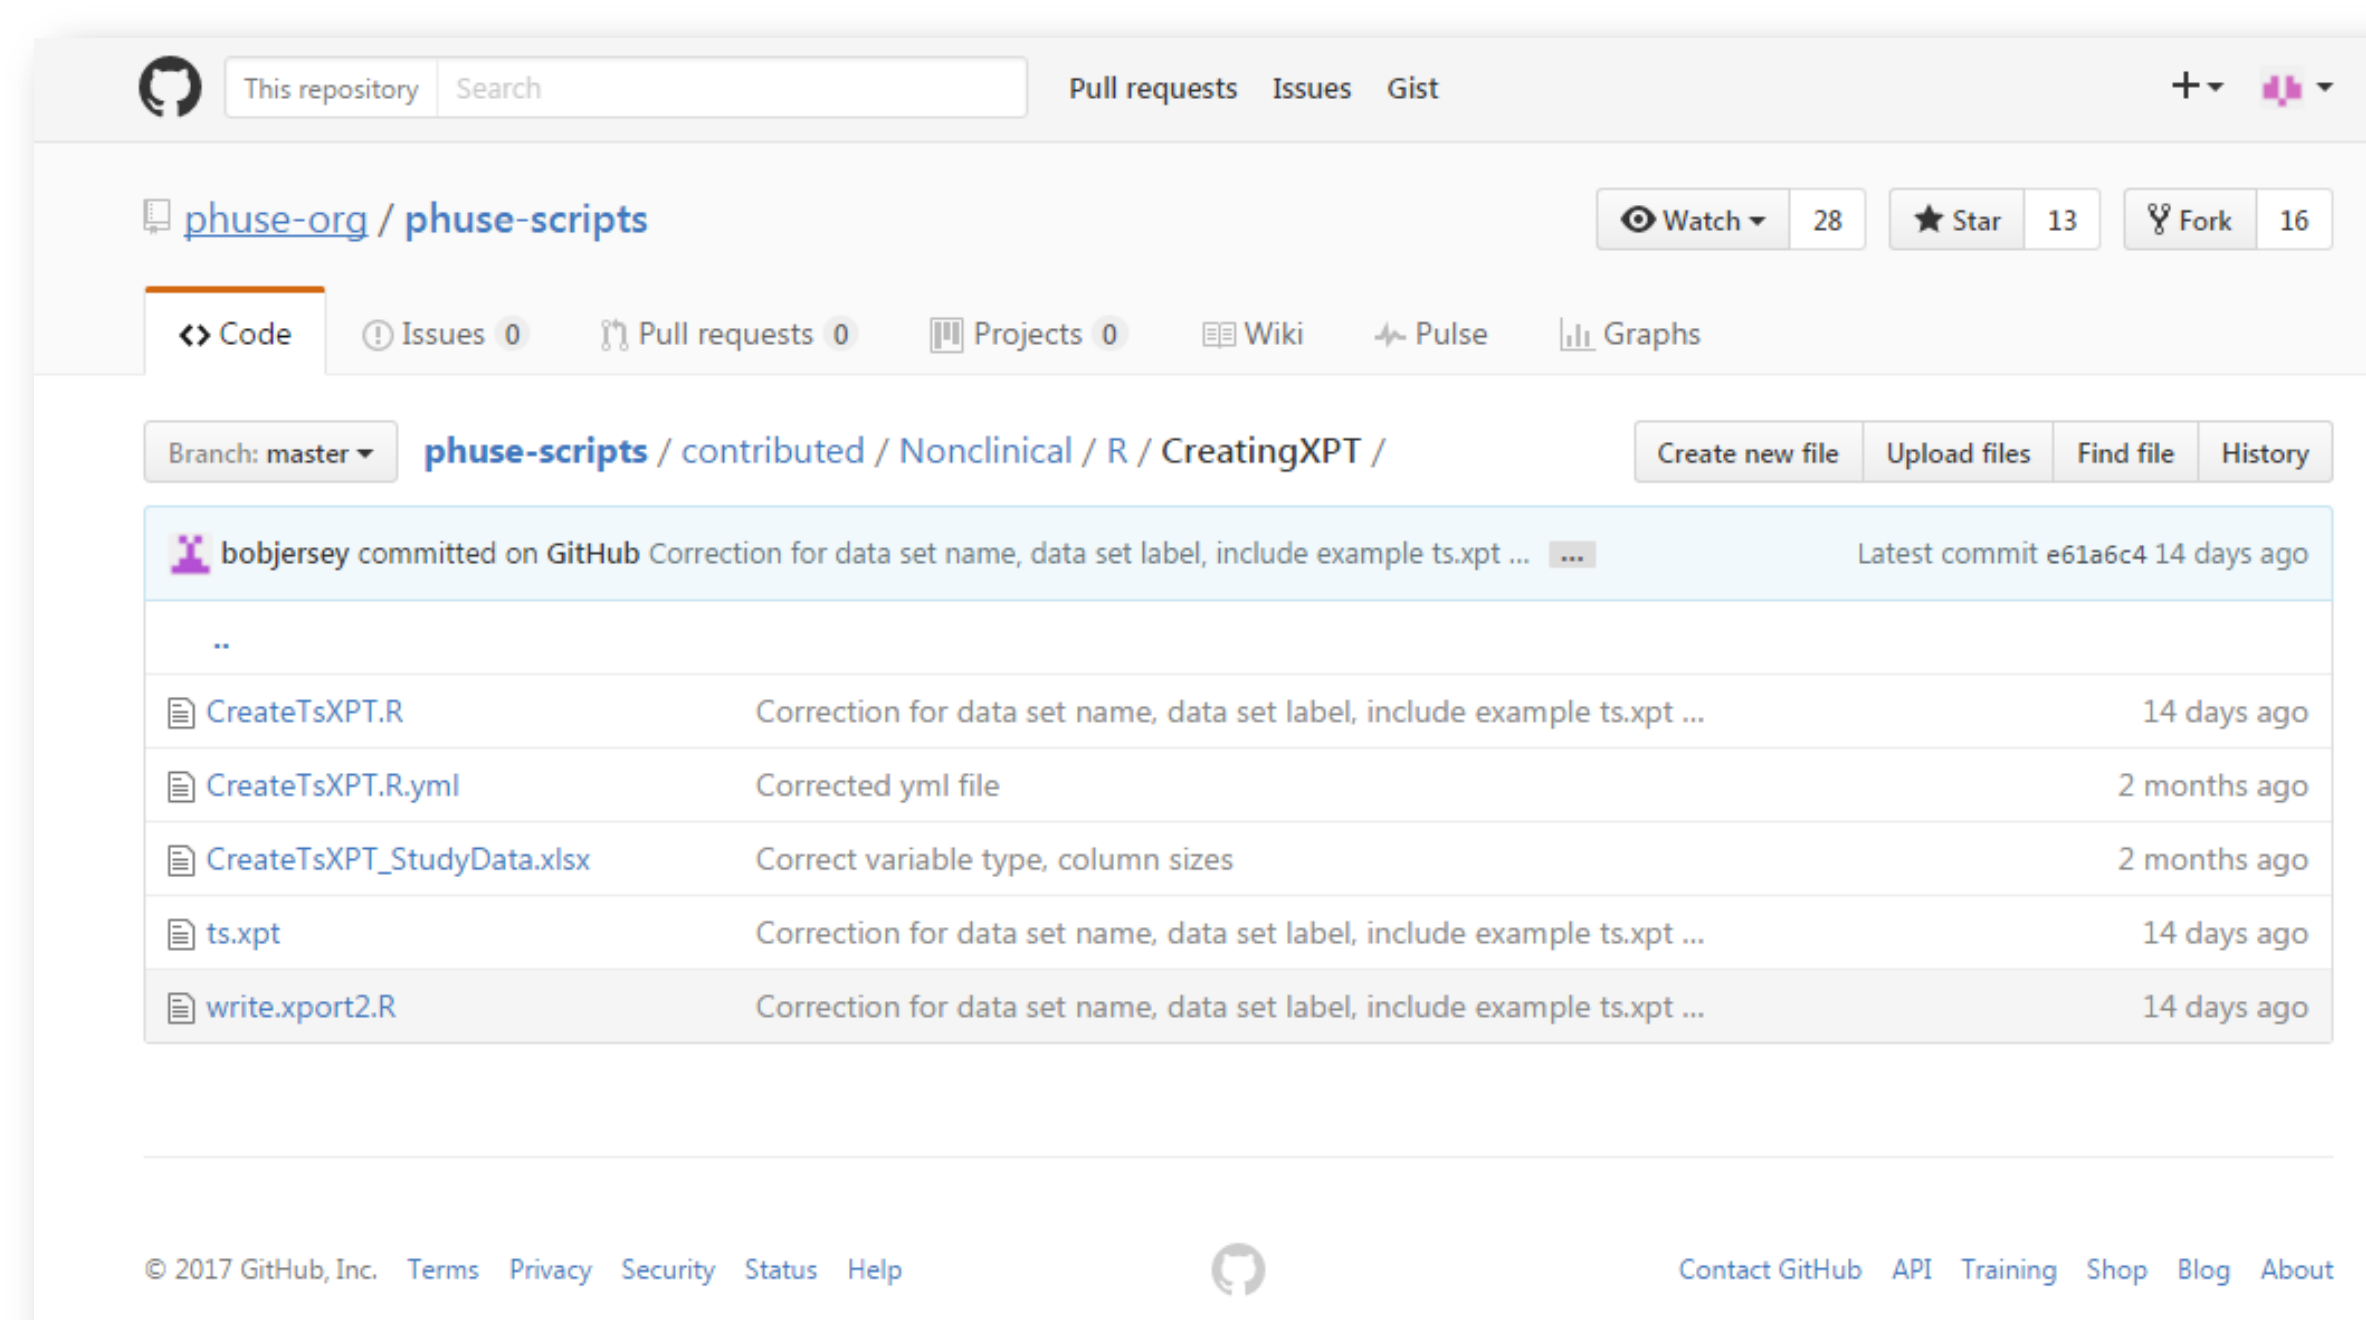 This repository Search Pull requests Issues Gist
phuse-org / phuse-scripts Watch 28 Star 13 Fork 16
Code Issues 0 Pull requests 0 Projects 0 Wiki Pulse Graphs
Branch: master phuse-scripts / contributed / Nonclinical / R / CreatingXPT / Create new file Upload files Find file History
bobjersey committed on GitHub Correction for data set name, data set label, include example ts.xpt ... ... Latest commit e61a6c4 14 days ago
..
CreateTsXPT.R Correction for data set name, data set label, include example ts.xpt ... 14 days ago
CreateTsXPT.R.yml Corrected yml file 2 months ago
CreateTsXPT_StudyData.xlsx Correct variable type, column sizes 2 months ago
ts.xpt Correction for data set name, data set label, include example ts.xpt ... 14 days ago
write.xport2.R Correction for data set name, data set label, include example ts.xpt ... 14 days ago
© 2017 GitHub, Inc. Terms Privacy Security Status Help Contact GitHub API Training Shop Blog About